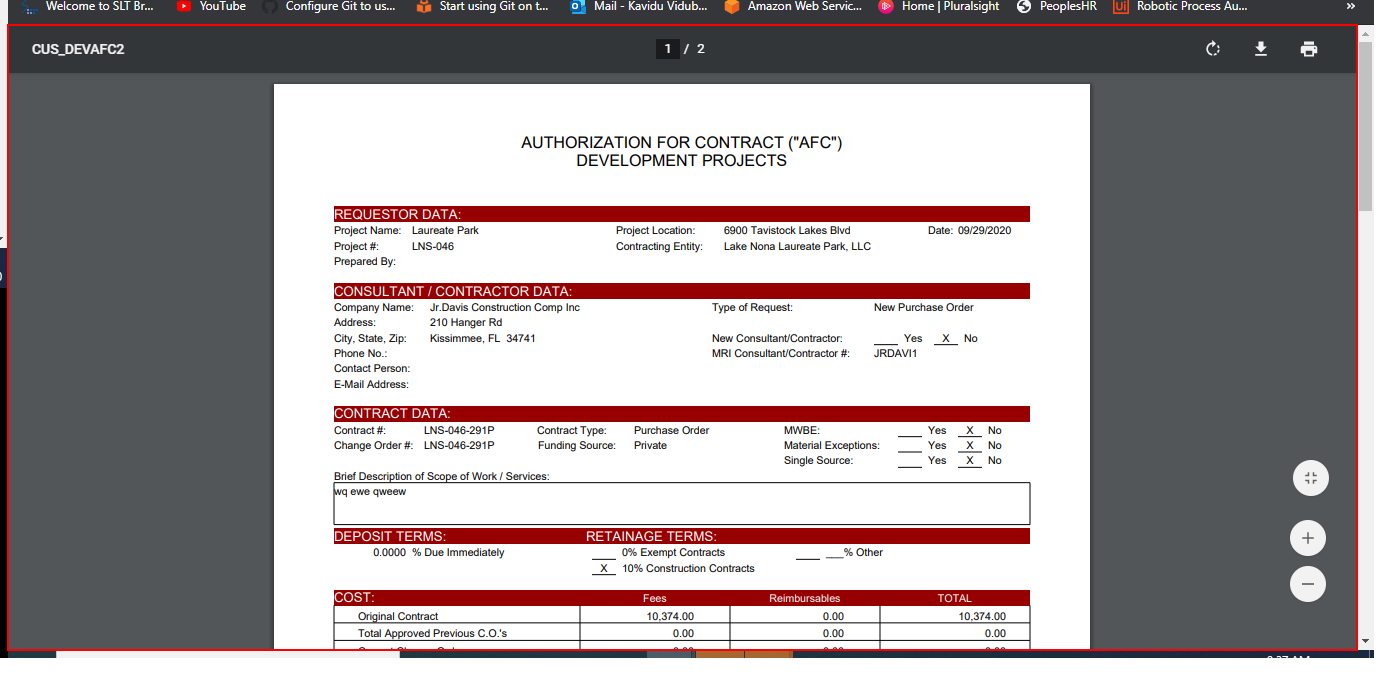 Welcome to SLT Br... YouTube Configure Git to us... Start using Git on t... Mail - Kavidu Vidub... Amazon Web Servic... Home | Pluralsight PeoplesHR Robotic Process Au... »
CUS_DEVAFC2 1 / 2
AUTHORIZATION FOR CONTRACT ("AFC")
DEVELOPMENT PROJECTS
REQUESTOR DATA:
Project Name: Laureate Park Project Location: 6900 Tavistock Lakes Blvd Date: 09/29/2020
Project #: LNS-046 Contracting Entity: Lake Nona Laureate Park, LLC
Prepared By:
CONSULTANT / CONTRACTOR DATA:
Company Name: Jr.Davis Construction Comp Inc Type of Request: New Purchase Order
Address: 210 Hanger Rd
City, State, Zip: Kissimmee, FL 34741 New Consultant/Contractor: ____ Yes X No
Phone No.: MRI Consultant/Contractor #: JRDAVI1
Contact Person:
E-Mail Address:
CONTRACT DATA:
Contract #: LNS-046-291P Contract Type: Purchase Order MWBE: ____ Yes X No
Change Order #: LNS-046-291P Funding Source: Private Material Exceptions: ____ Yes X No
Single Source: ____ Yes X No
Brief Description of Scope of Work / Services:
wq ewe qweew
DEPOSIT TERMS: RETAINAGE TERMS:
0.0000 % Due Immediately ____ 0% Exempt Contracts ____ ___% Other
X 10% Construction Contracts
COST: Fees Reimbursables TOTAL
Original Contract 10,374.00 0.00 10,374.00
Total Approved Previous C.O.'s 0.00 0.00 0.00